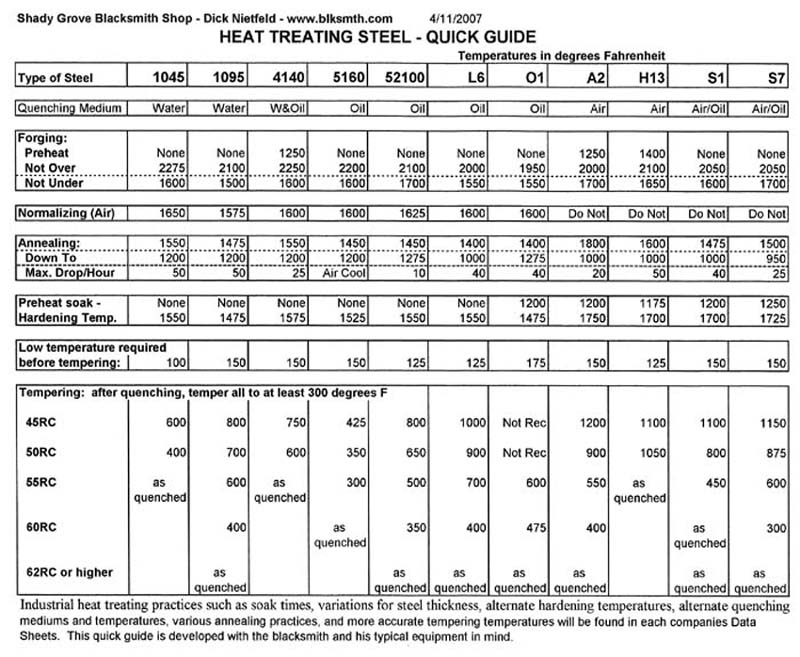 Shady Grove Blacksmith Shop - Dick Nietfeld - www.blksmth.com 4/11/2007
HEAT TREATING STEEL - QUICK GUIDE
Temperatures in degrees Fahrenheit
Type of Steel 1045 1095 4140 5160 52100 L6 O1 A2 H13 S1 S7
Quenching Medium Water Water W&Oil Oil Oil Oil Oil Air Air Air/Oil Air/Oil
Forging:
Preheat None None 1250 None None None None 1250 1400 None None
Not Over 2275 2100 2250 2200 2100 2000 1950 2000 2100 2050 2050
Not Under 1600 1500 1600 1600 1700 1550 1550 1700 1650 1600 1700
Normalizing (Air) 1650 1575 1600 1600 1625 1600 1600 Do Not Do Not Do Not Do Not
Annealing: 1550 1475 1550 1450 1450 1400 1400 1800 1600 1475 1500
Down To 1200 1200 1200 1200 1275 1000 1275 1000 1000 1000 950
Max. Drop/Hour 50 50 25 Air Cool 10 40 40 20 50 40 25
Preheat soak - None None None None None None 1200 1200 1175 1200 1250
Hardening Temp. 1550 1475 1575 1525 1550 1550 1475 1750 1700 1700 1725
Low temperature required
before tempering: 100 150 150 150 125 125 175 150 125 150 150
Tempering: after quenching, temper all to at least 300 degrees F
45RC 600 800 750 425 800 1000 Not Rec 1200 1100 1100 1150
50RC 400 700 600 350 650 900 Not Rec 900 1050 800 875
55RC as 600 as 300 500 700 600 550 as 450 600
quenched quenched quenched
60RC 400 as 350 400 475 400 as 300
quenched quenched
62RC or higher as as as as as as as
quenched quenched quenched quenched quenched quenched quenched
Industrial heat treating practices such as soak times, variations for steel thickness, alternate hardening temperatures, alternate quenching
mediums and temperatures, various annealing practices, and more accurate tempering temperatures will be found in each companies Data
Sheets. This quick guide is developed with the blacksmith and his typical equipment in mind.